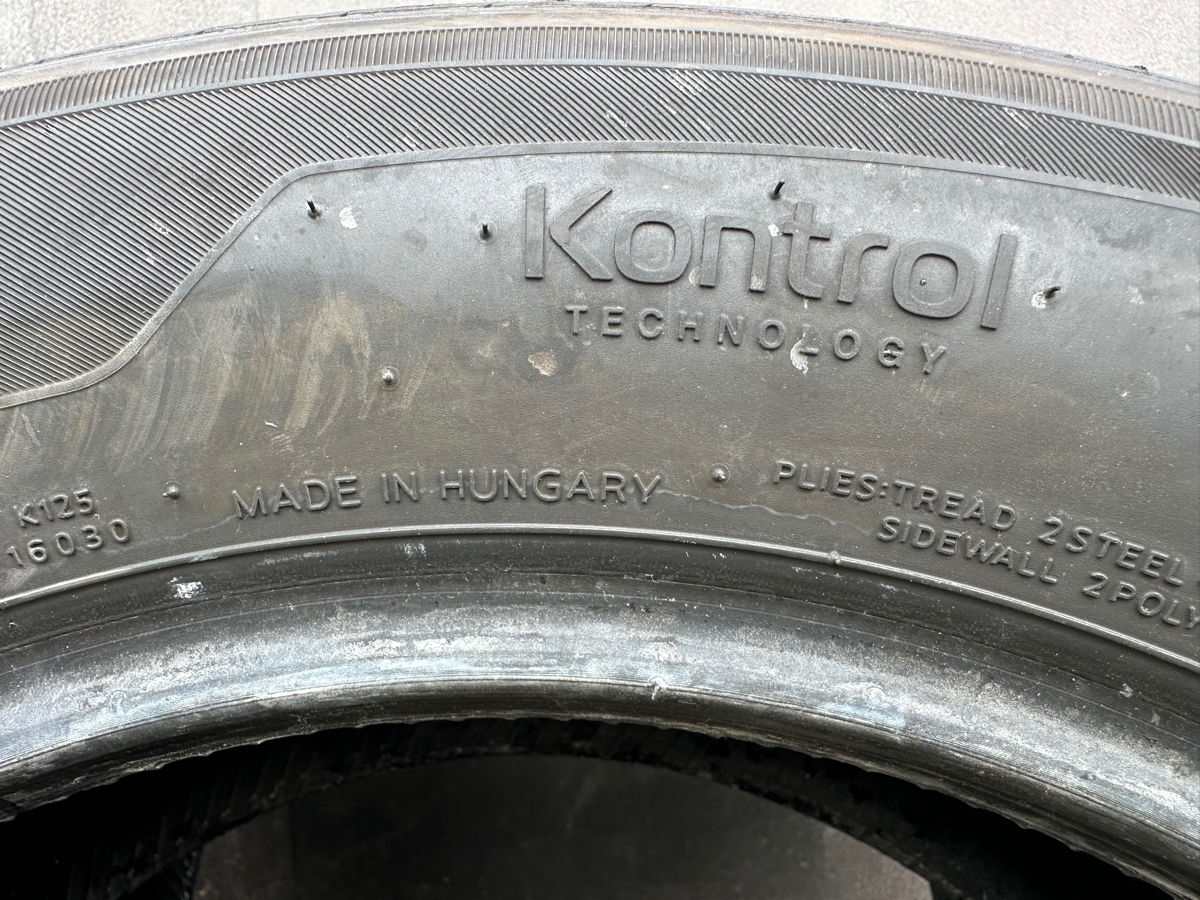 Kontrol
TECHNOLOGY
K125
16030
MADE IN HUNGARY
PLIES:TREAD 2STEEL
SIDEWALL 2POLY